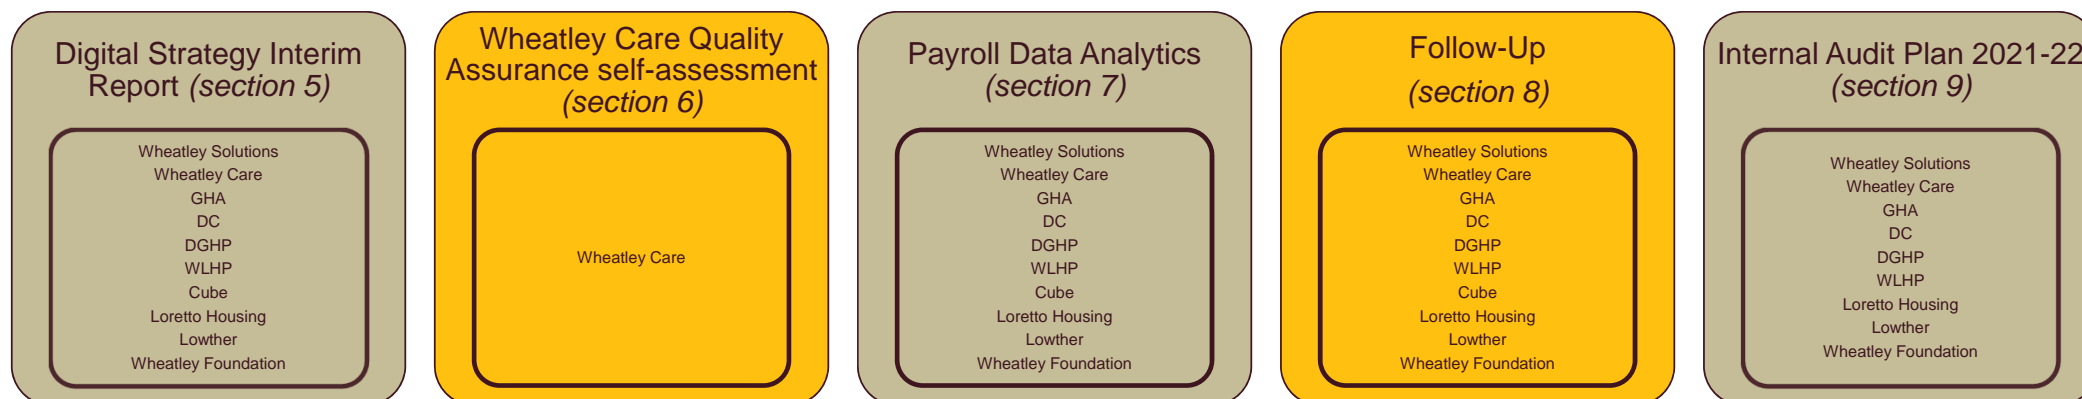 Digital Strategy Interim
Report (section 5)
Wheatley Solutions
Wheatley Care
GHA
DC
DGHP
WLHP
Cube
Loretto Housing
Lowther
Wheatley Foundation
Wheatley Care Quality
Assurance self-assessment
(section 6)
Wheatley Care
Payroll Data Analytics
(section 7)
Wheatley Solutions
Wheatley Care
GHA
DC
DGHP
WLHP
Cube
Loretto Housing
Lowther
Wheatley Foundation
Follow-Up
(section 8)
Wheatley Solutions
Wheatley Care
GHA
DC
DGHP
WLHP
Cube
Loretto Housing
Lowther
Wheatley Foundation
Internal Audit Plan 2021-22
(section 9)
Wheatley Solutions
Wheatley Care
GHA
DC
DGHP
WLHP
Loretto Housing
Lowther
Wheatley Foundation